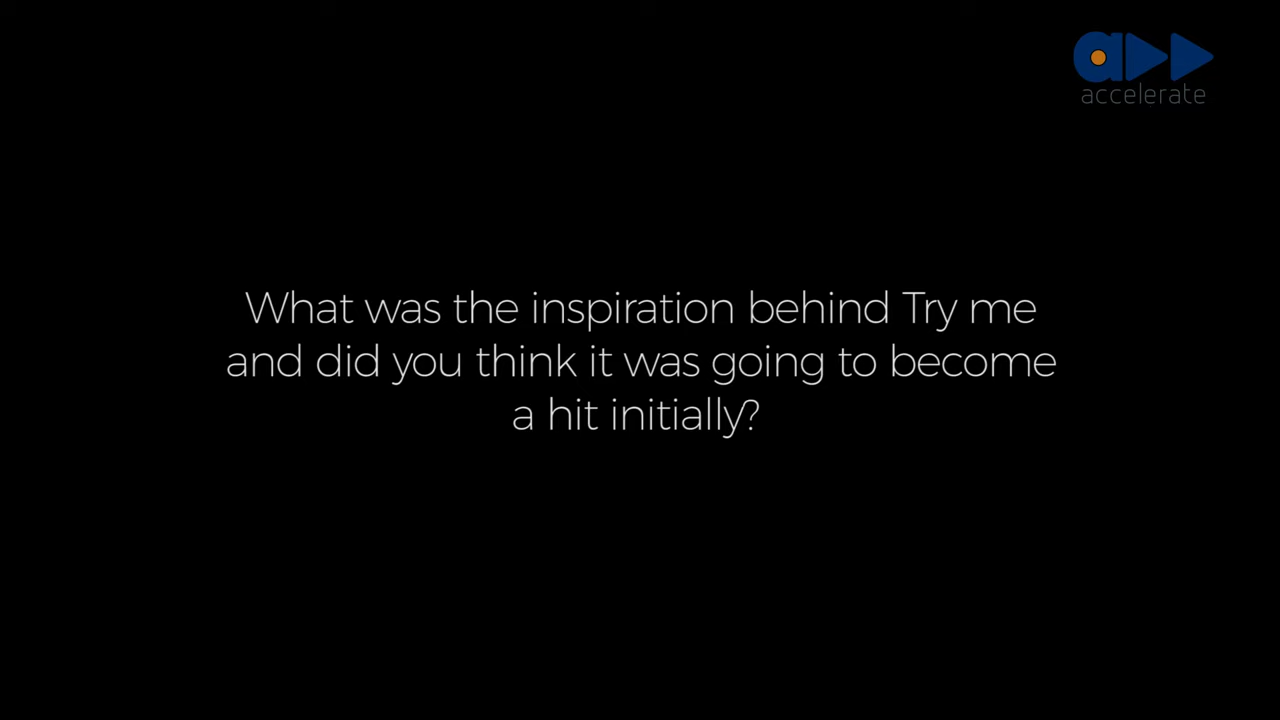 accelerate
What was the inspiration behind Try me
and did you think it was going to become
a hit initially?